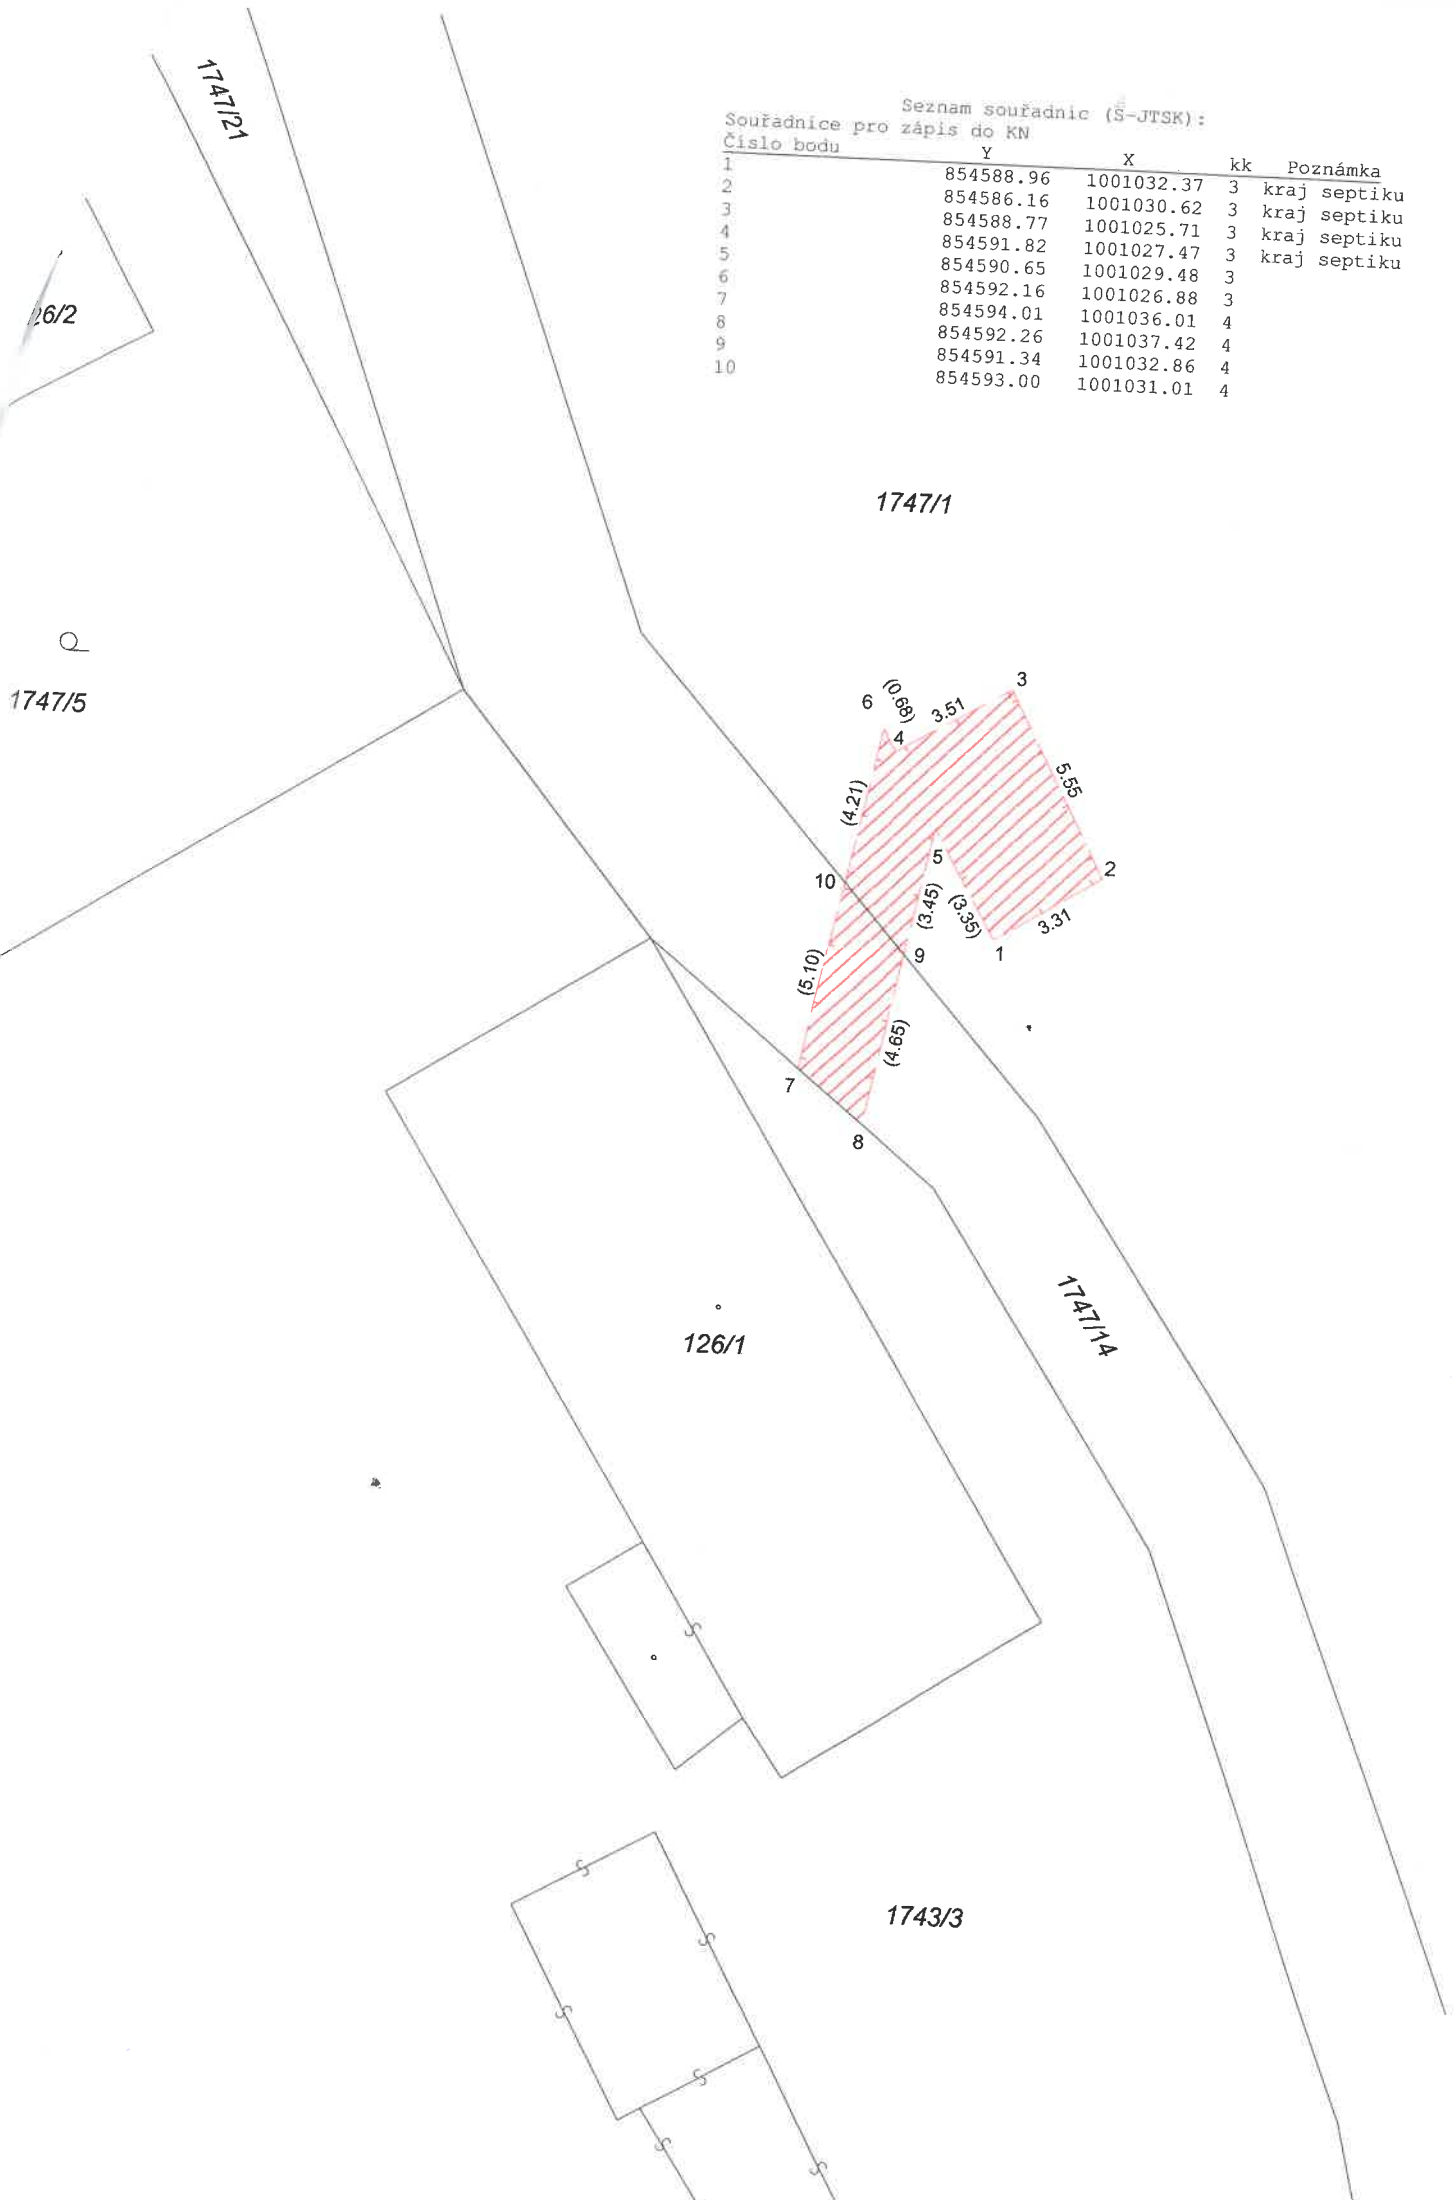 1747/21
Seznam souřadnic (S-JTSK):
Souřadnice pro zápis do KN
Číslo bodu Y X kk Poznámka
1 854588.96 1001032.37 3 kraj septiku
2 854586.16 1001030.62 3 kraj septiku
3 854588.77 1001025.71 3 kraj septiku
4 854591.82 1001027.47 3 kraj septiku
5 854590.65 1001029.48 3
6 854592.16 1001026.88 3
7 854594.01 1001036.01 4
8 854592.26 1001037.42 4
9 854591.34 1001032.86 4
10 854593.00 1001031.01 4
26/2
1747/1
1747/5
3
6
(0.68)
3.51
4
(4.21)
5.55
5
2
10
(3.45)
(3.35)
3.31
1
9
(5.10)
(4.65)
7
8
1747/14
126/1
1743/3